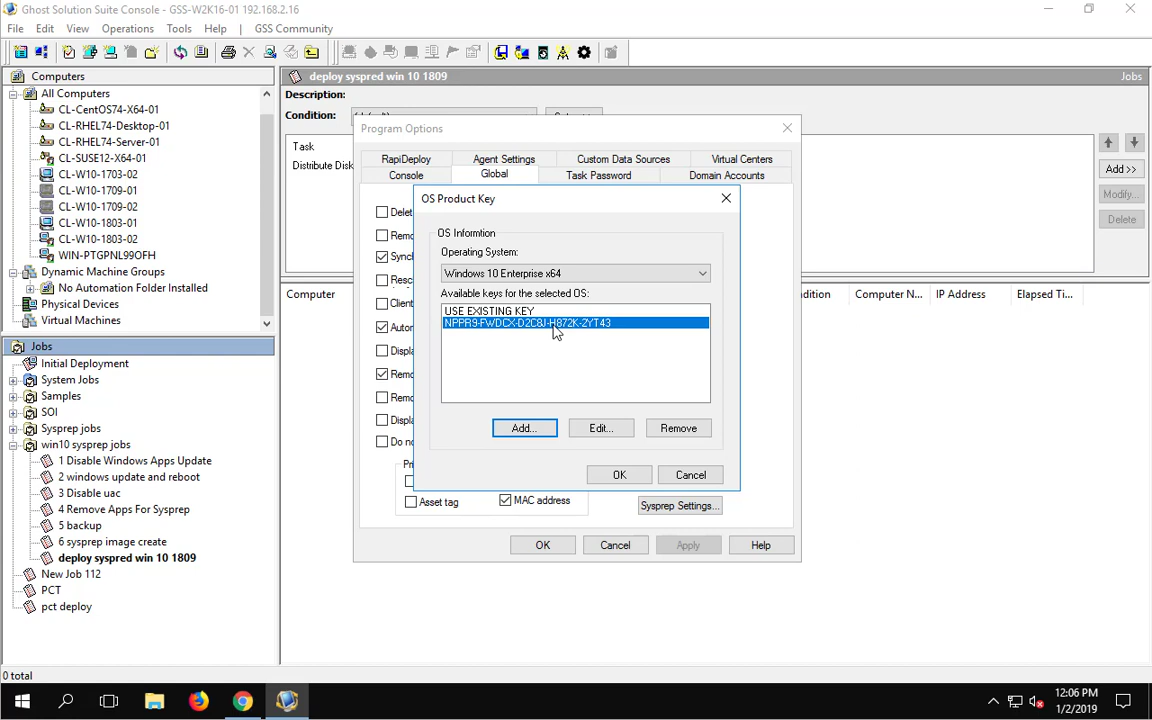 Ghost Solution Suite Console - GSS-W2K16-01 192.168.2.16
File Edit View Operations Tools Help | GSS Community
Computers
All Computers
CL-CentOS74-X64-01
CL-RHEL74-Desktop-01
CL-RHEL74-Server-01
CL-SUSE12-X64-01
CL-W10-1703-02
CL-W10-1709-01
CL-W10-1709-02
CL-W10-1803-01
CL-W10-1803-02
WIN-PTGPNL99OFH
Dynamic Machine Groups
No Automation Folder Installed
Physical Devices
Virtual Machines
Jobs
Initial Deployment
System Jobs
Samples
SOI
Sysprep jobs
win10 sysprep jobs
1 Disable Windows Apps Update
2 windows update and reboot
3 Disable uac
4 Remove Apps For Sysprep
5 backup
6 sysprep image create
deploy syspred win 10 1809
New Job 112
PCT
pct deploy
deploy syspred win 10 1809 Jobs
Description:
Condition:
Task
Distribute Disk
Add >>
Modify...
Delete
Computer
Computer N... IP Address Elapsed Ti...
Program Options
RapiDeploy Agent Settings Custom Data Sources Virtual Centers
Console Global Task Password Domain Accounts
Asset tag
MAC address
Sysprep Settings...
OK Cancel Apply Help
OS Product Key
OS Informtion
Operating System:
Windows 10 Enterprise x64
Available keys for the selected OS:
USE EXISTING KEY
NPPR9-FWDCX-D2C8J-H872K-2YT43
Add... Edit... Remove
OK Cancel
0 total
12:06 PM
1/2/2019